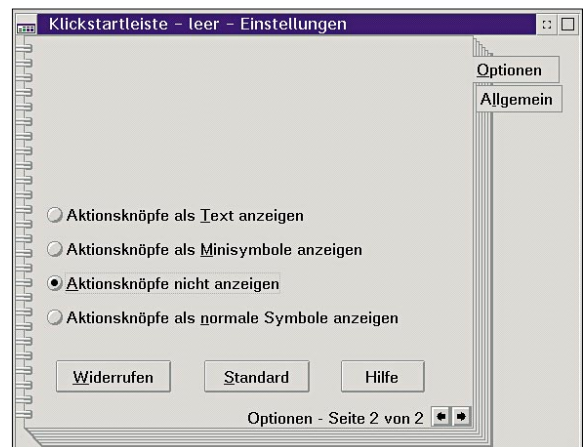 Klickstartleiste – leer – Einstellungen
Optionen
Allgemein
Aktionsknöpfe als Text anzeigen
Aktionsknöpfe als Minisymbole anzeigen
Aktionsknöpfe nicht anzeigen
Aktionsknöpfe als normale Symbole anzeigen
Widerrufen Standard Hilfe
Optionen - Seite 2 von 2